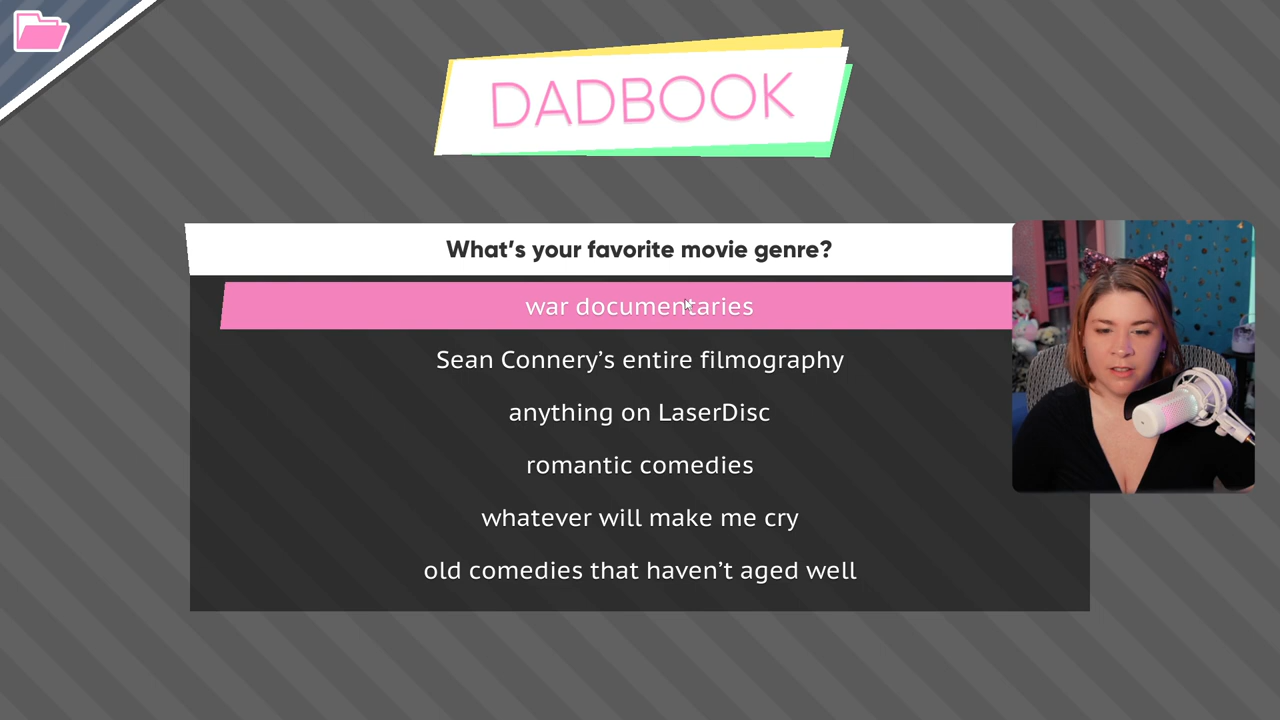 DADBOOK
What's your favorite movie genre?
war documentaries
Sean Connery's entire filmography
anything on LaserDisc
romantic comedies
whatever will make me cry
old comedies that haven't aged well